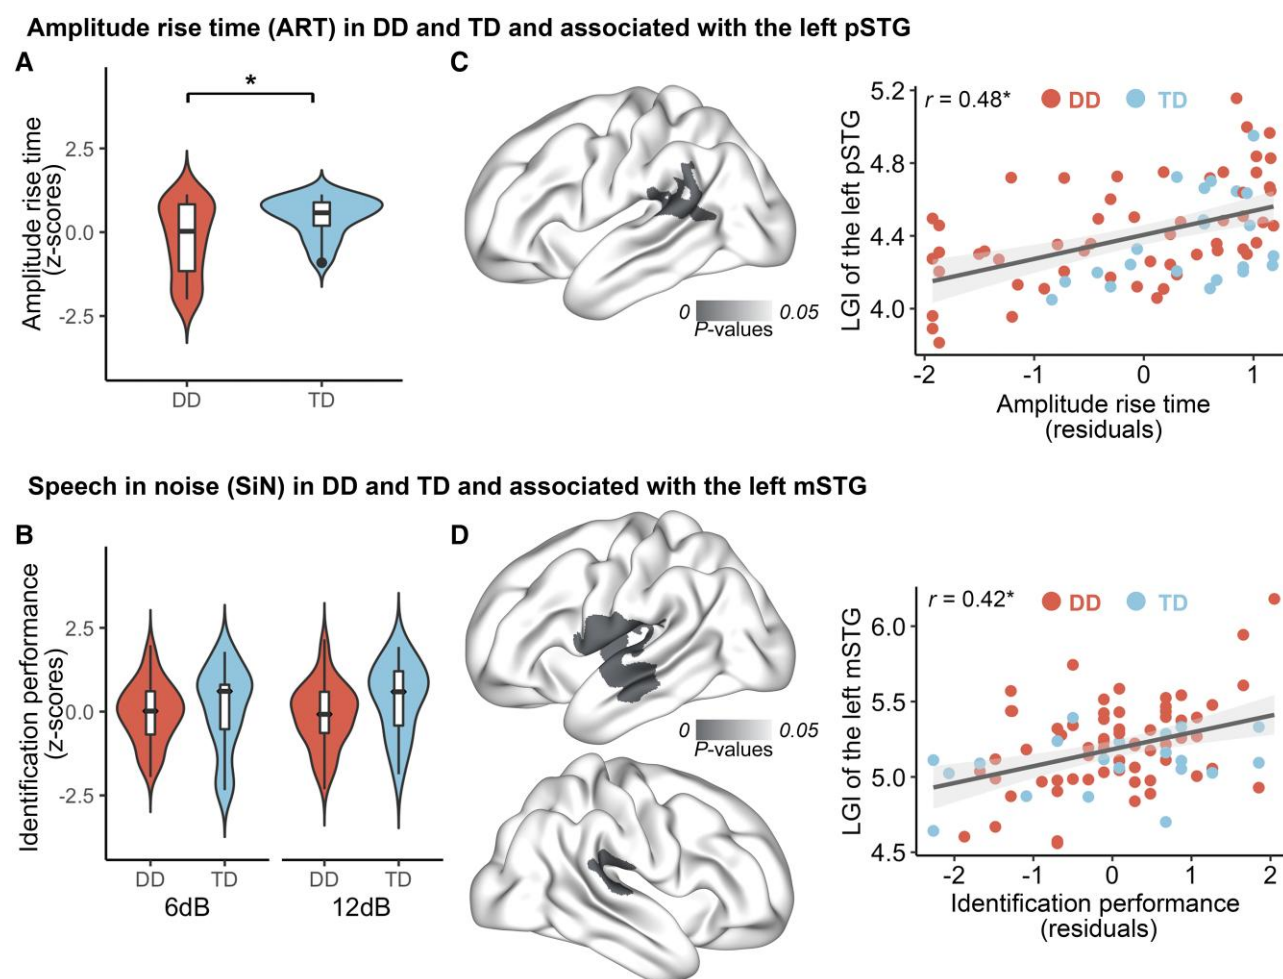 Amplitude rise time (ART) in DD and TD and associated with the left pSTG
A
*
Amplitude rise time
(z-scores)
2.5
0.0
-2.5
DD TD
C
0 0.05
P-values
r = 0.48* DD TD
LGI of the left pSTG
5.2
4.8
4.4
4.0
-2 -1 0 1
Amplitude rise time
(residuals)
Speech in noise (SiN) in DD and TD and associated with the left mSTG
B
Identification performance
(z-scores)
2.5
0.0
-2.5
DD TD DD TD
6dB 12dB
D
0 0.05
P-values
r = 0.42* DD TD
LGI of the left mSTG
6.0
5.5
5.0
4.5
-2 -1 0 1 2
Identification performance
(residuals)